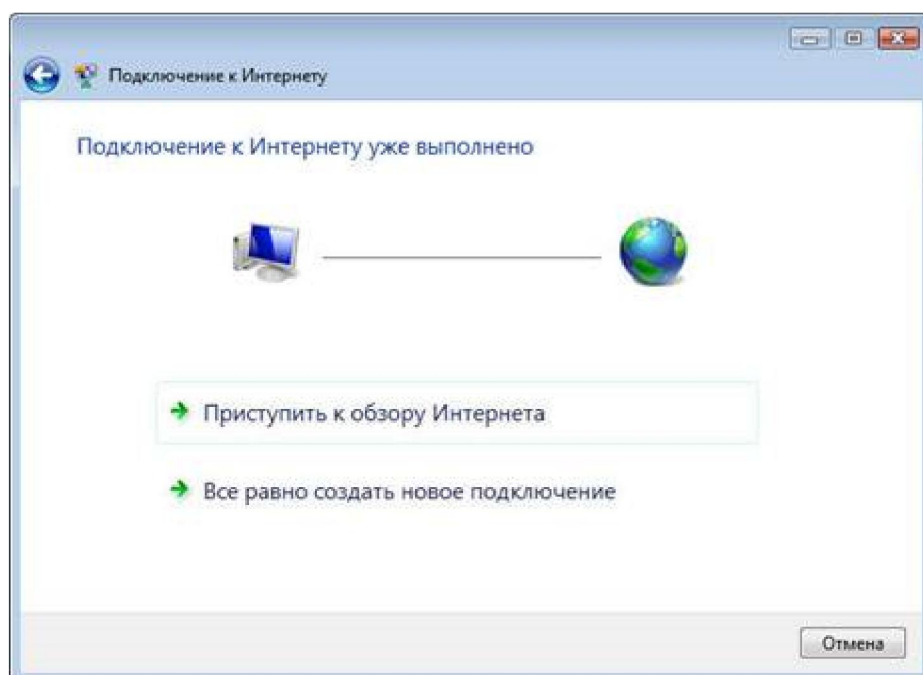 Подключение к Интернету
Подключение к Интернету уже выполнено
Приступить к обзору Интернета
Все равно создать новое подключение
Отмена